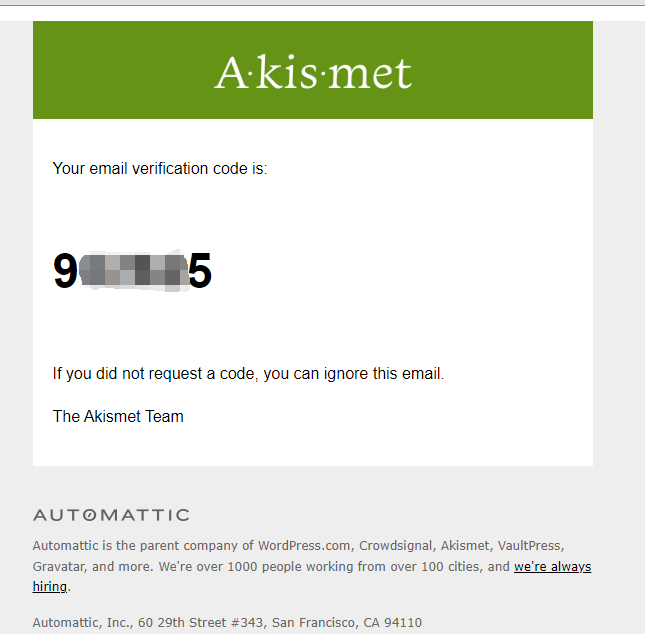 A·kis·met
Your email verification code is:
9 5
If you did not request a code, you can ignore this email.
The Akismet Team
AUTOMATTIC
Automattic is the parent company of WordPress.com, Crowdsignal, Akismet, VaultPress,
Gravatar, and more. We're over 1000 people working from over 100 cities, and we're always
hiring.
Automattic, Inc., 60 29th Street #343, San Francisco, CA 94110